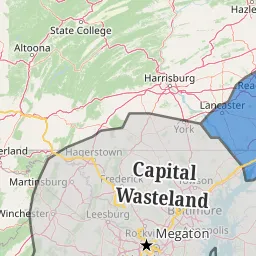 Hazle
State College
Altoona
Harrisburg
Rea
Lancaster
York
erland
Hagerstown
Capital
Wasteland
Martinsburg
Frederick
Towson
Winchester
Leesburg
Baltimore
Rockvi
Megaton
polis